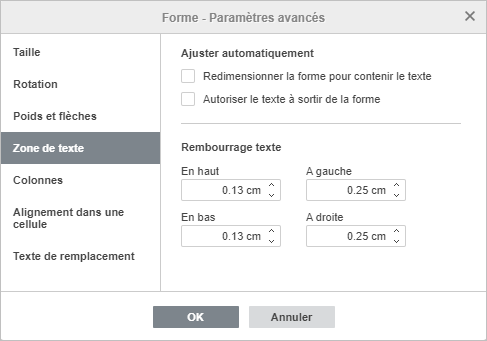 Forme - Paramètres avancés
Taille
Rotation
Poids et flèches
Zone de texte
Colonnes
Alignement dans une
cellule
Texte de remplacement
Ajuster automatiquement
Redimensionner la forme pour contenir le texte
Autoriser le texte à sortir de la forme
Rembourrage texte
En haut
A gauche
0.13 cm
0.25 cm
En bas
A droite
0.13 cm
0.25 cm
OK
Annuler